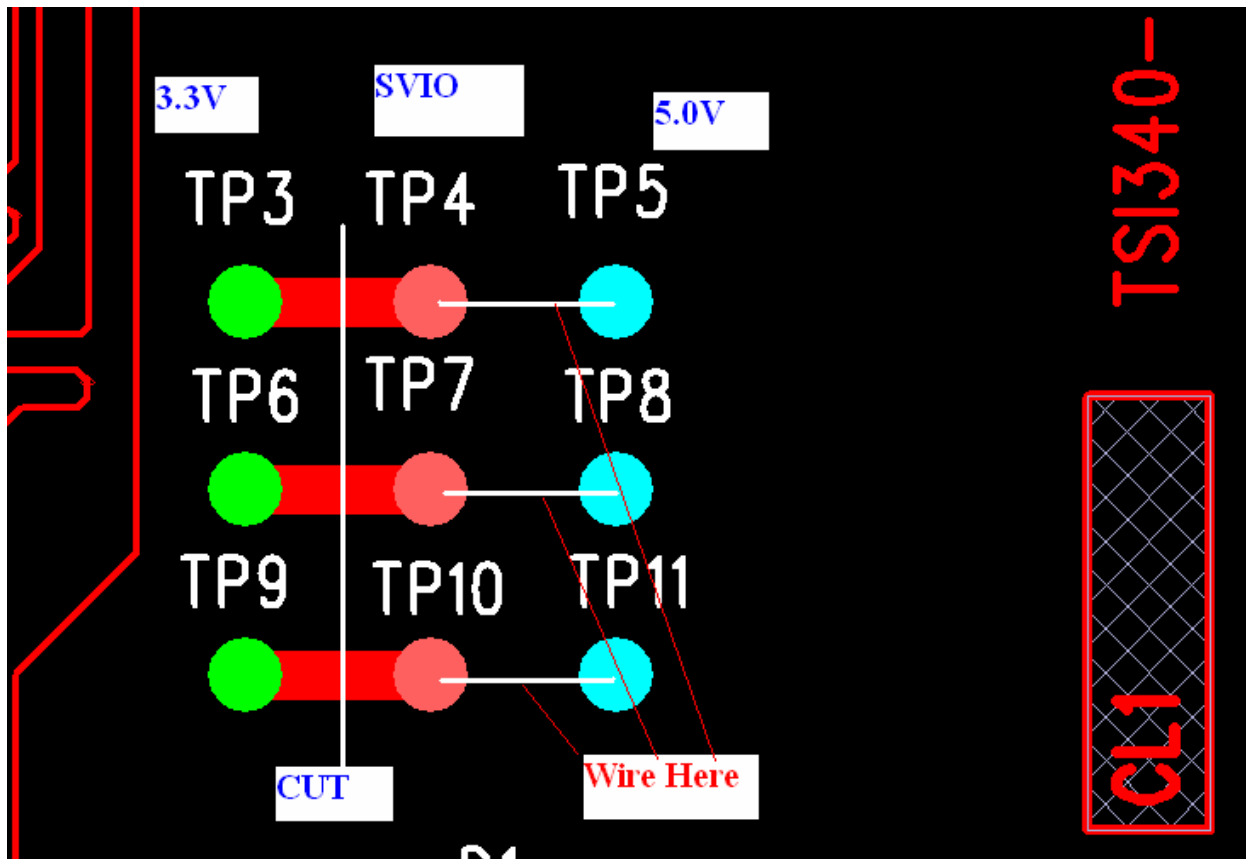 3.3V
SVIO
5.0V
TP3 TP4 TP5
TP6 TP7 TP8
TP9 TP10 TP11
CUT
Wire Here
TSI340-
CL1